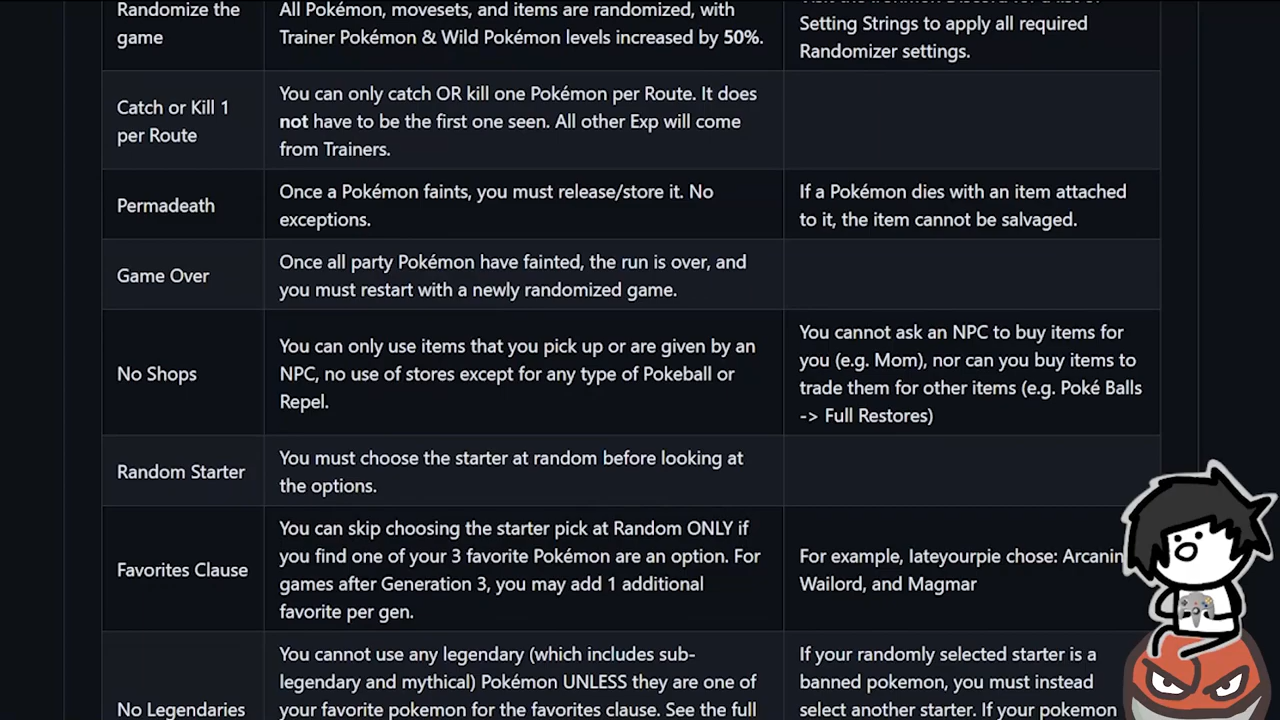 Randomize the
game
All Pokémon, movesets, and items are randomized, with
Trainer Pokémon & Wild Pokémon levels increased by 50%.
Setting Strings to apply all required
Randomizer settings.
Catch or Kill 1
per Route
You can only catch OR kill one Pokémon per Route. It does
not have to be the first one seen. All other Exp will come
from Trainers.
Permadeath
Once a Pokémon faints, you must release/store it. No
exceptions.
If a Pokémon dies with an item attached
to it, the item cannot be salvaged.
Game Over
Once all party Pokémon have fainted, the run is over, and
you must restart with a newly randomized game.
No Shops
You can only use items that you pick up or are given by an
NPC, no use of stores except for any type of Pokeball or
Repel.
You cannot ask an NPC to buy items for
you (e.g. Mom), nor can you buy items to
trade them for other items (e.g. Poké Balls
-> Full Restores)
Random Starter
You must choose the starter at random before looking at
the options.
Favorites Clause
You can skip choosing the starter pick at Random ONLY if
you find one of your 3 favorite Pokémon are an option. For
games after Generation 3, you may add 1 additional
favorite per gen.
For example, lateyourpie chose: Arcanin
Wailord, and Magmar
No Legendaries
You cannot use any legendary (which includes sub-
legendary and mythical) Pokémon UNLESS they are one of
your favorite pokemon for the favorites clause. See the full
If your randomly selected starter is a
banned pokemon, you must instead
select another starter. If your pokemon